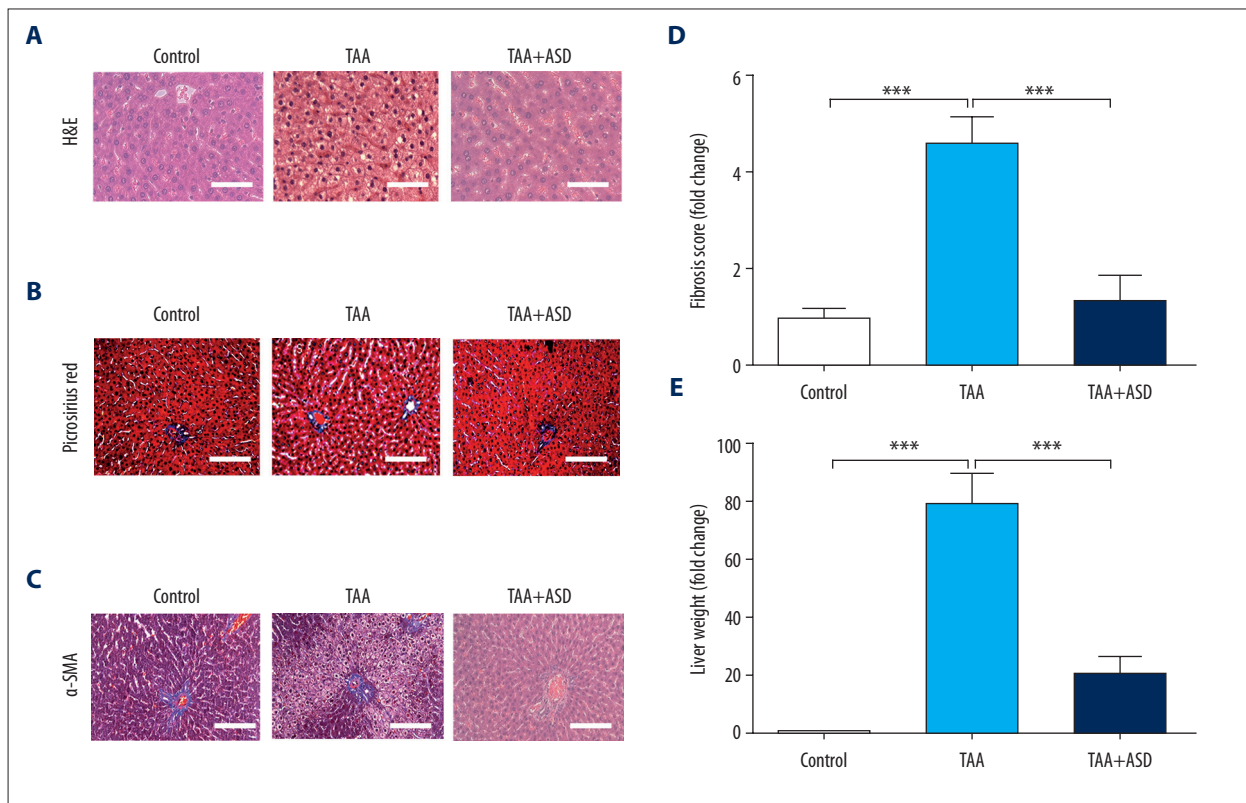 A
Control TAA TAA+ASD
H&E
B
Control TAA TAA+ASD
Picrosirius red
C
Control TAA TAA+ASD
α-SMA
D
Fibrosis score (fold change)
6
4
2
0
*** ***
Control TAA TAA+ASD
E
Liver weight (fold change)
100
80
60
40
20
0
*** ***
Control TAA TAA+ASD